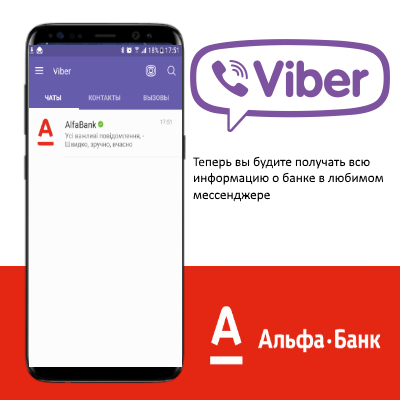 18% 17:51
Viber
ЧАТЫ КОНТАКТЫ ВЫЗОВЫ
AlfaBank 17:51
Усі важливі повідомлення, -
Швидко, зручно, вчасно
Viber
Теперь вы будите получать всю
информацию о банке в любимом
мессенджере
А
Альфа·Банк